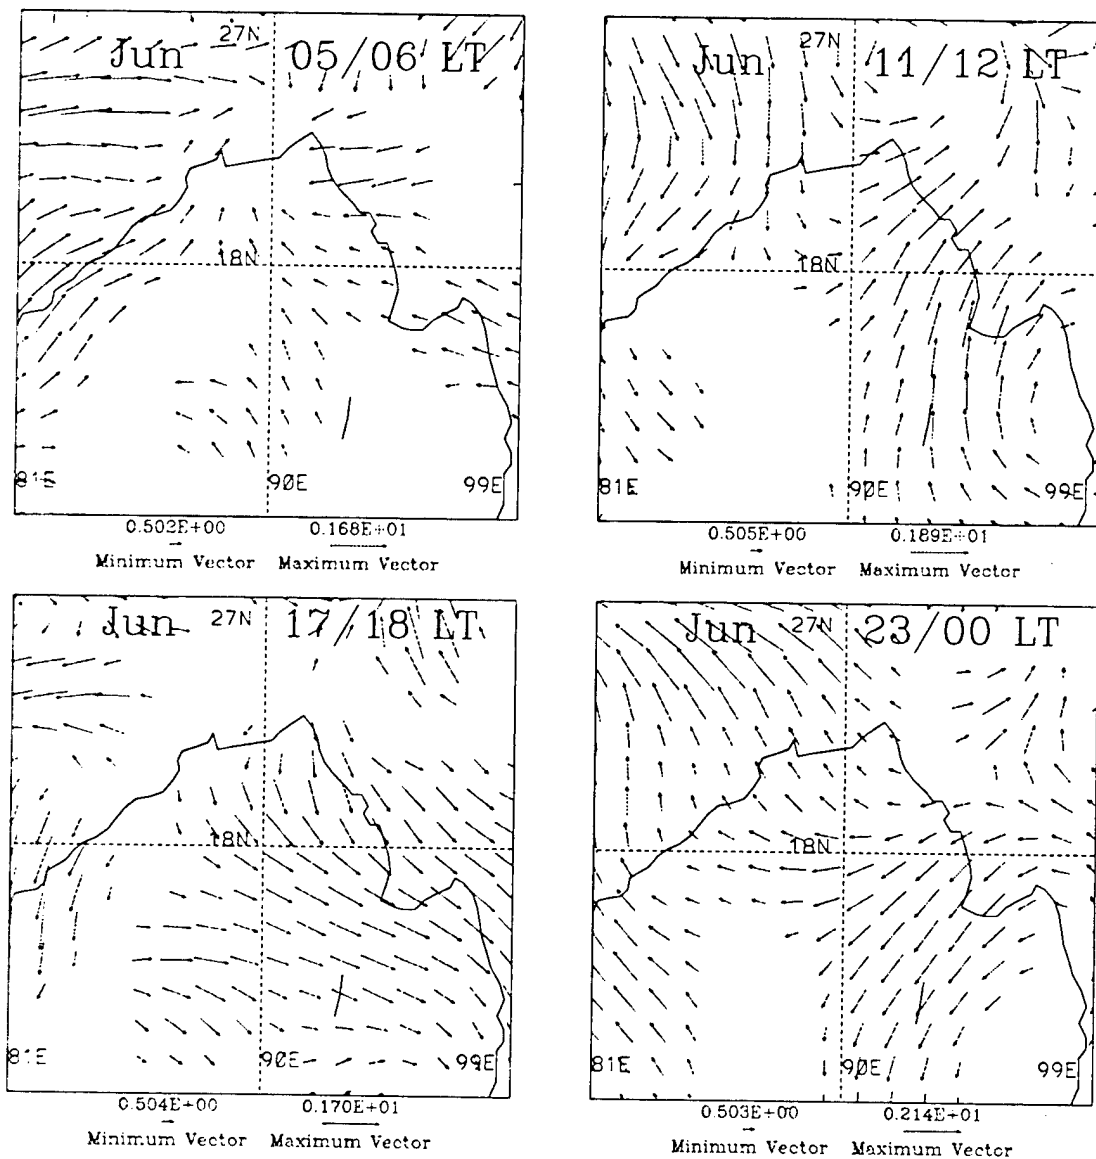 Jun 27N 05/06 LT
18N
81E 90E 99E
0.502E+00 0.168E+01
Minimum Vector Maximum Vector
Jun 27N 11/12 LT
18N
81E 90E 99E
0.505E+00 0.189E+01
Minimum Vector Maximum Vector
Jun 27N 17/18 LT
18N
81E 90E 99E
0.504E+00 0.170E+01
Minimum Vector Maximum Vector
Jun 27N 23/00 LT
18N
81E 90E 99E
0.503E+00 0.214E+01
Minimum Vector Maximum Vector